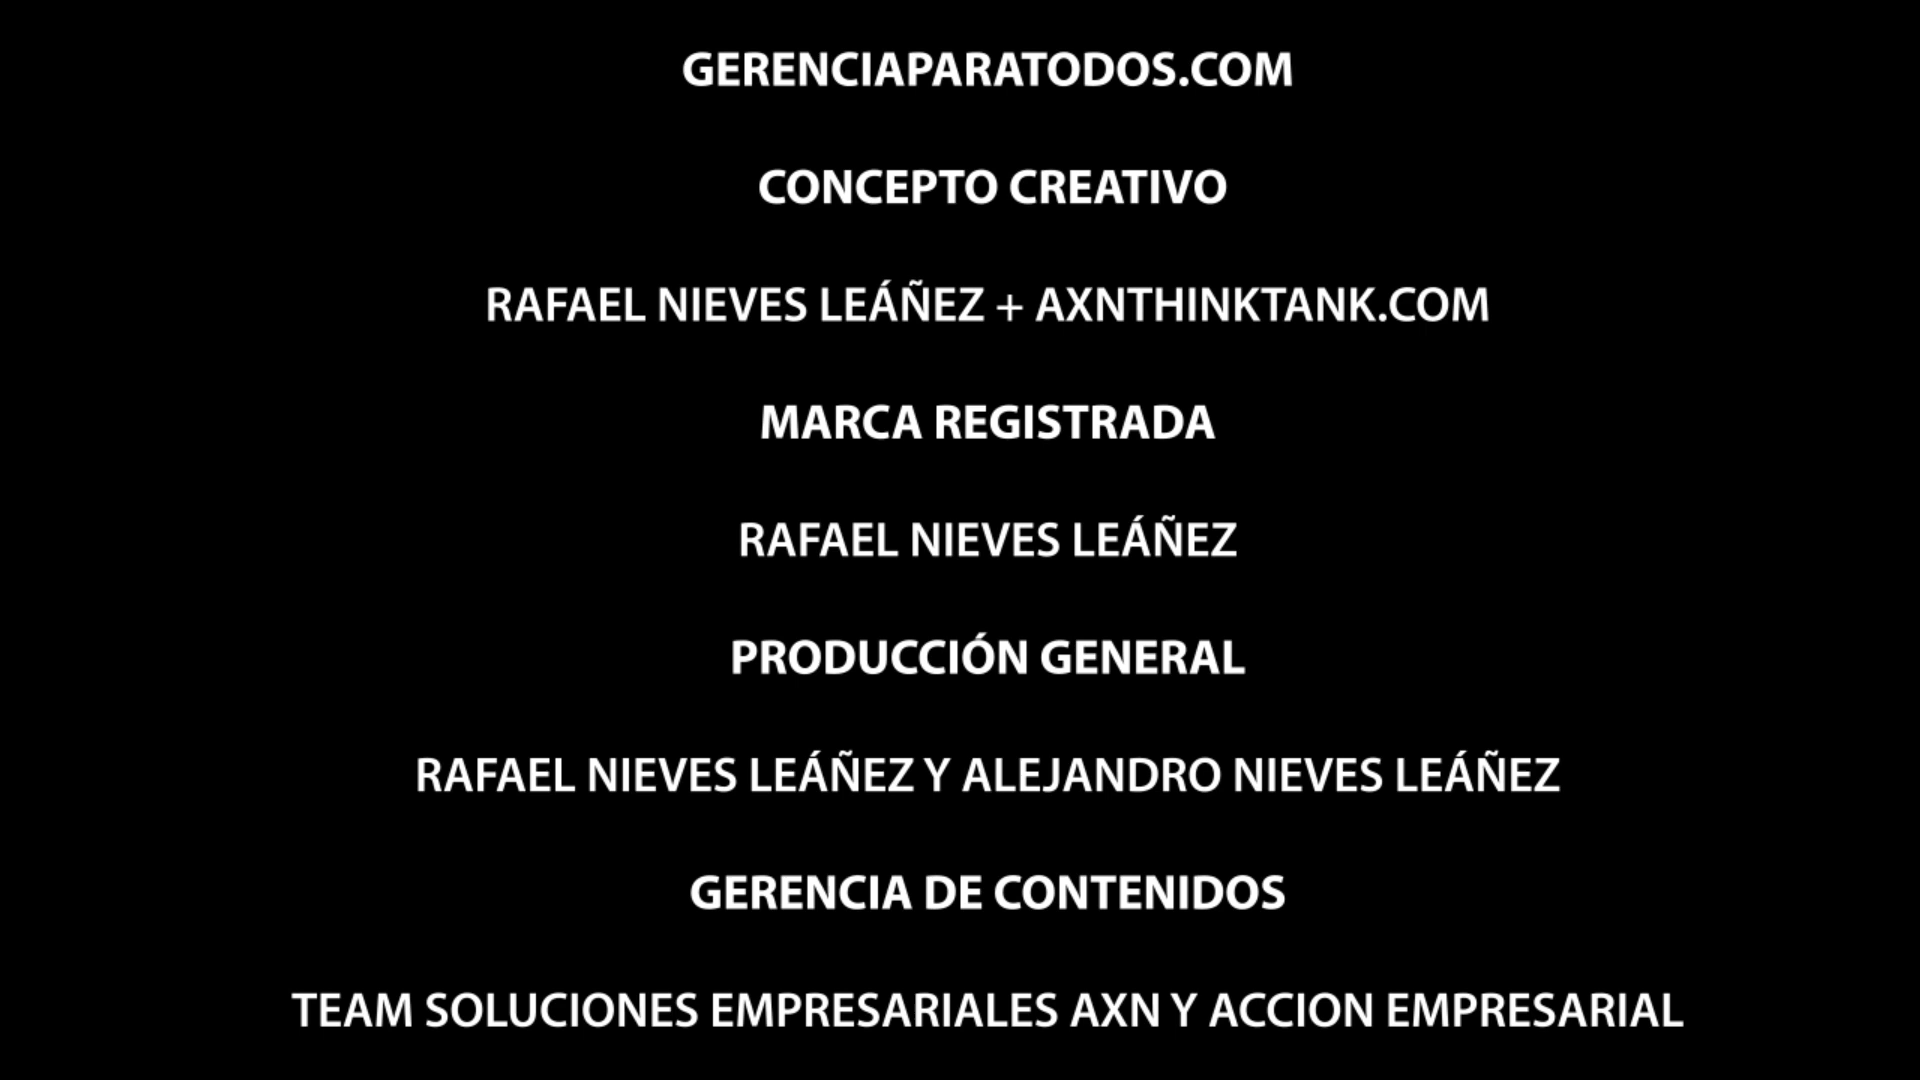 GERENCIAPARATODOS.COM
CONCEPTO CREATIVO
RAFAEL NIEVES LEÁÑEZ + AXNTHINKTANK.COM
MARCA REGISTRADA
RAFAEL NIEVES LEÁÑEZ
PRODUCCIÓN GENERAL
RAFAEL NIEVES LEÁÑEZ Y ALEJANDRO NIEVES LEÁÑEZ
GERENCIA DE CONTENIDOS
TEAM SOLUCIONES EMPRESARIALES AXN Y ACCION EMPRESARIAL